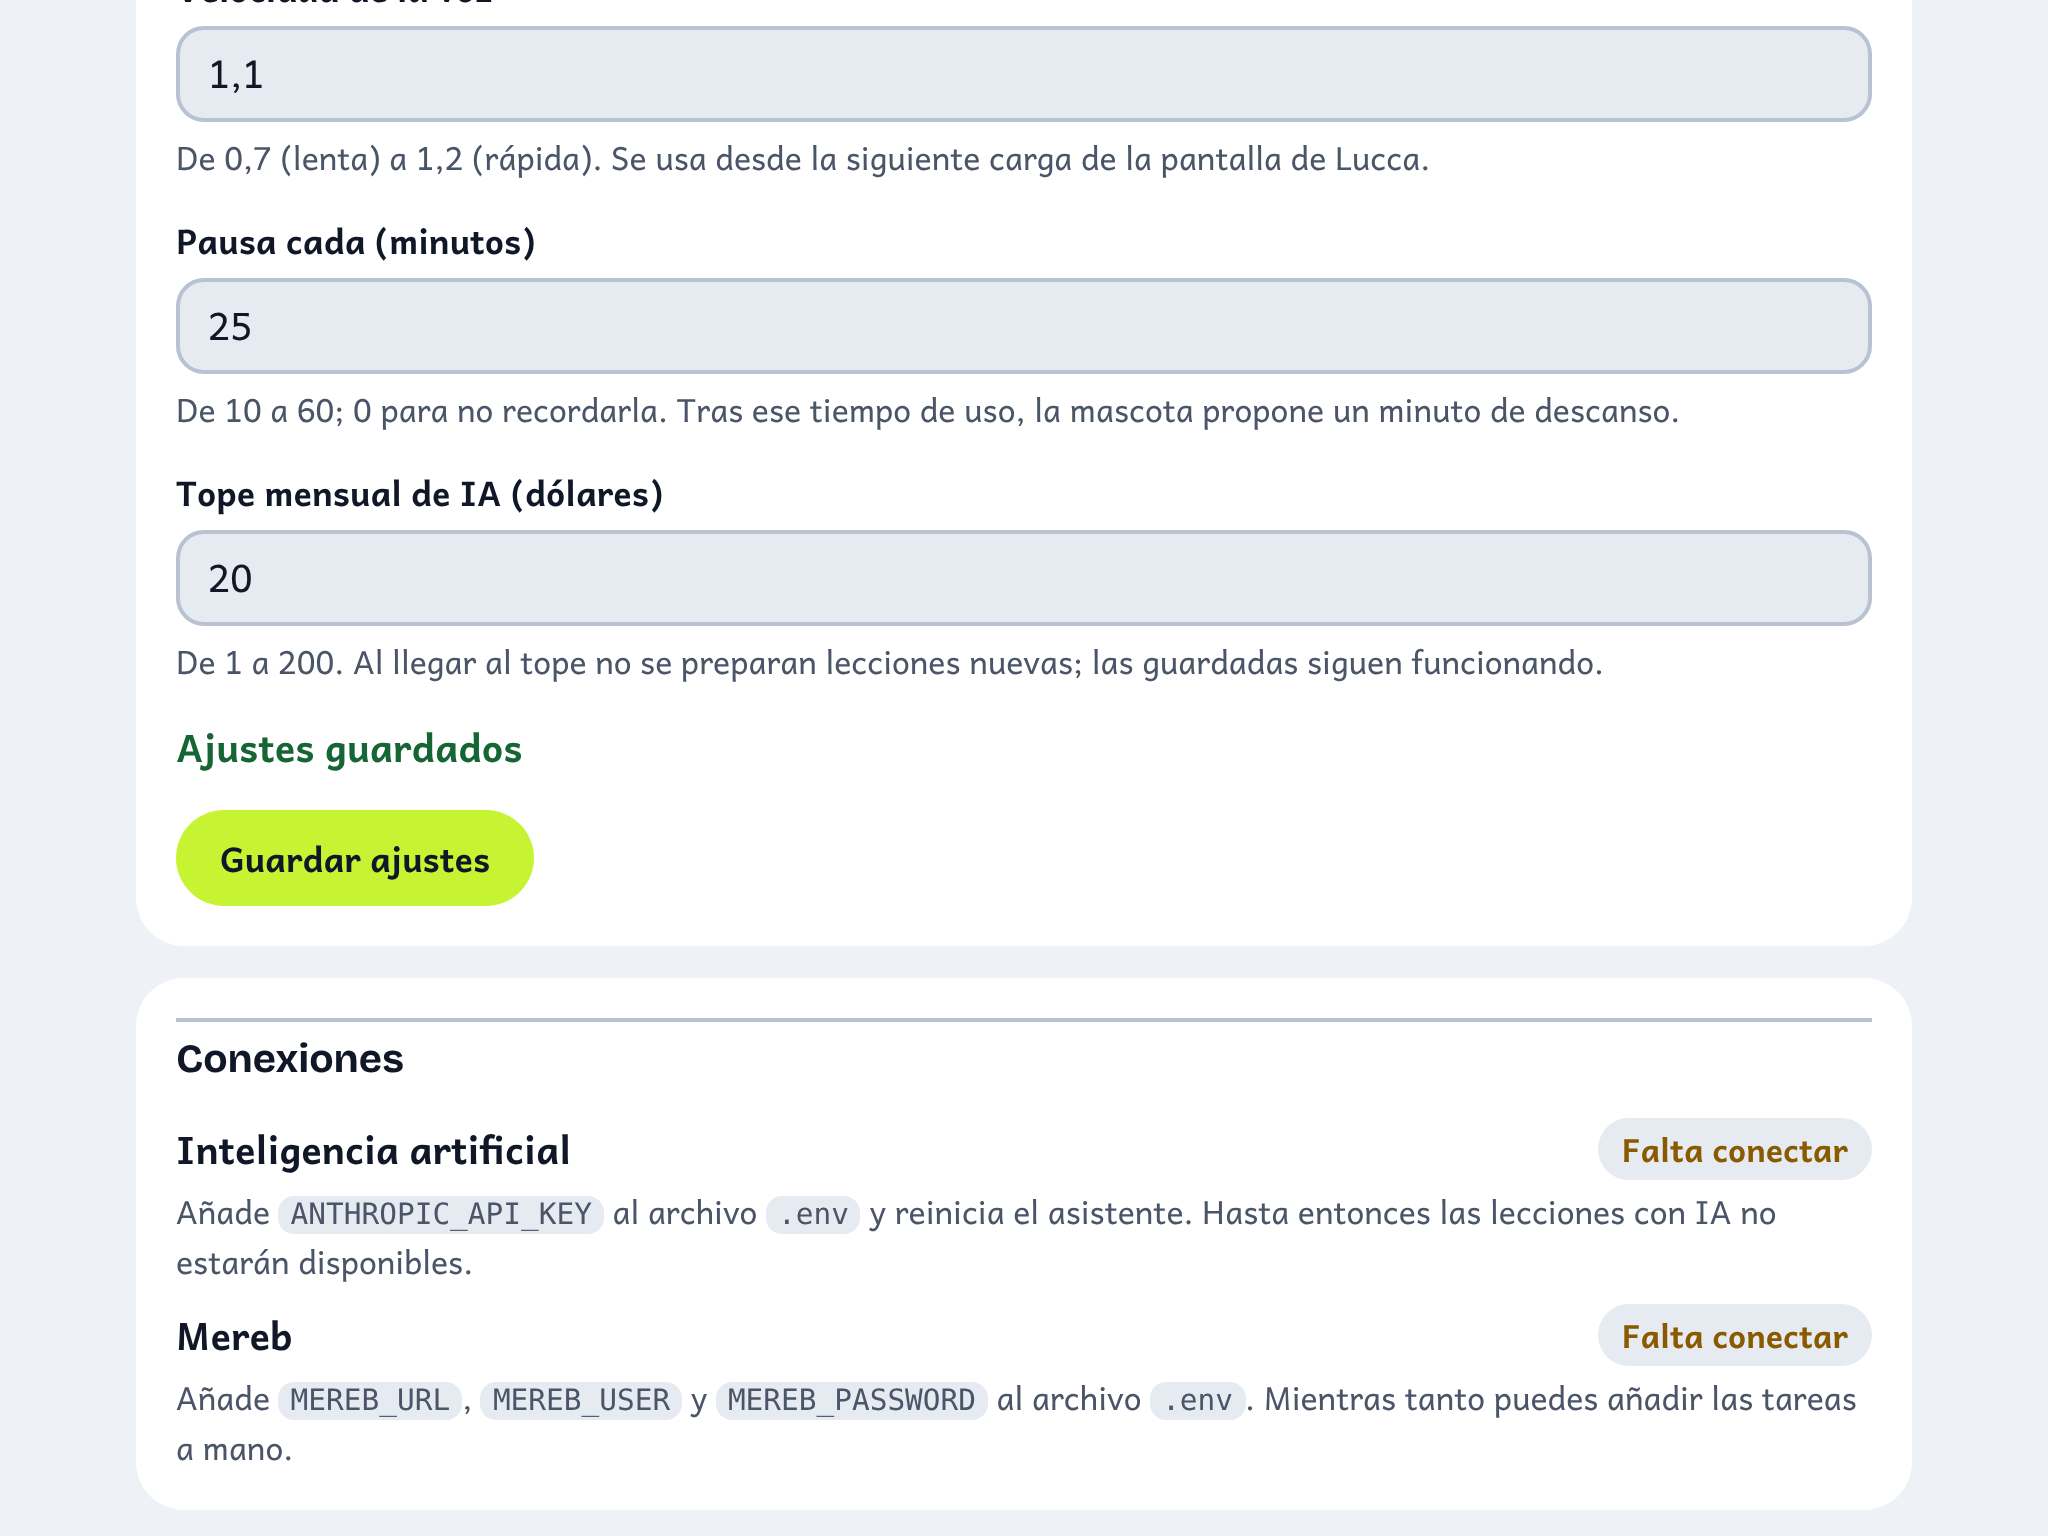 Velocidad de la voz
1,1
De 0,7 (lenta) a 1,2 (rápida). Se usa desde la siguiente carga de la pantalla de Lucca.
Pausa cada (minutos)
25
De 10 a 60; 0 para no recordarla. Tras ese tiempo de uso, la mascota propone un minuto de descanso.
Tope mensual de IA (dólares)
20
De 1 a 200. Al llegar al tope no se preparan lecciones nuevas; las guardadas siguen funcionando.
Ajustes guardados
Guardar ajustes
Conexiones
Inteligencia artificial
Falta conectar
Añade ANTHROPIC_API_KEY al archivo .env y reinicia el asistente. Hasta entonces las lecciones con IA no
estarán disponibles.
Mereb
Falta conectar
Añade MEREB_URL, MEREB_USER y MEREB_PASSWORD al archivo .env. Mientras tanto puedes añadir las tareas
a mano.